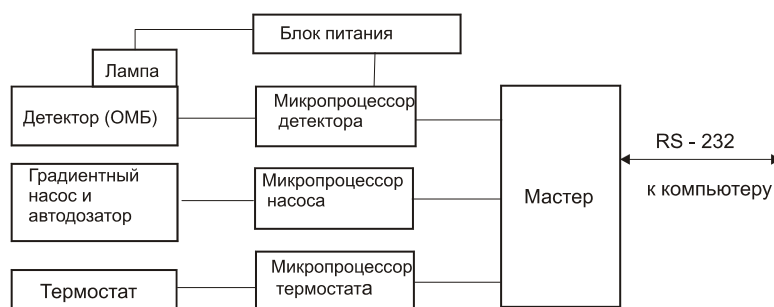 Блок питания
Лампа
Детектор (ОМБ)
Микропроцессор
детектора
RS - 232
Градиентный
насос и
автодозатор
Микропроцессор
насоса
Мастер
к компьютеру
Термостат
Микропроцессор
термостата